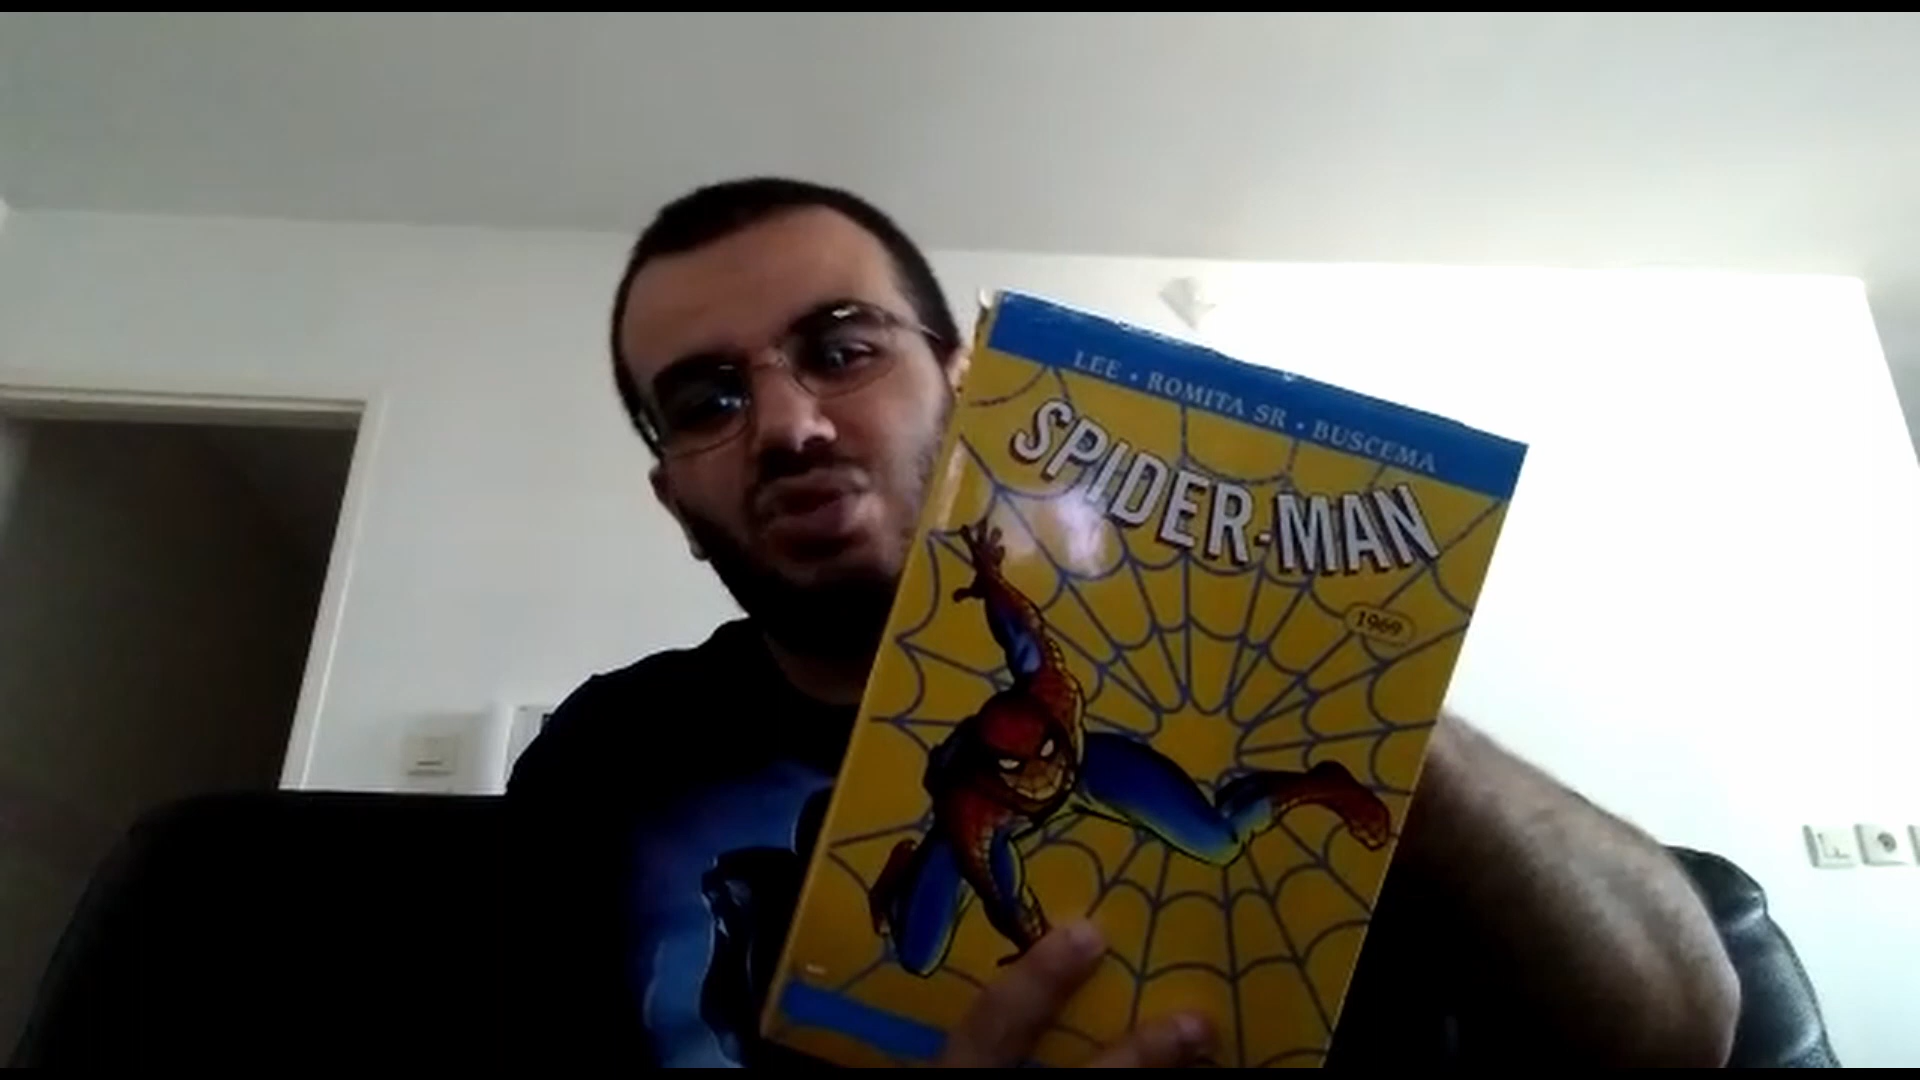 LEE • ROMITA SR • BUSCEMA
SPIDER-MAN
1969